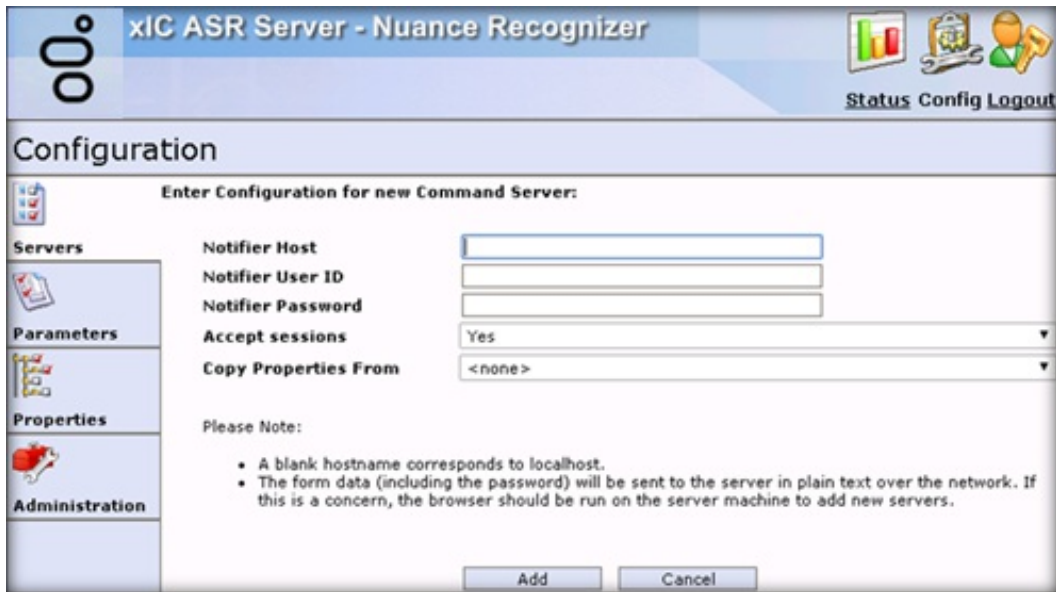 xIC ASR Server - Nuance Recognizer
Status Config Logout
Configuration
Enter Configuration for new Command Server:
Servers
Notifier Host
Notifier User ID
Notifier Password
Parameters
Accept sessions Yes
Copy Properties From <none>
Properties
Please Note:
• A blank hostname corresponds to localhost.
• The form data (including the password) will be sent to the server in plain text over the network. If
this is a concern, the browser should be run on the server machine to add new servers.
Administration
Add Cancel